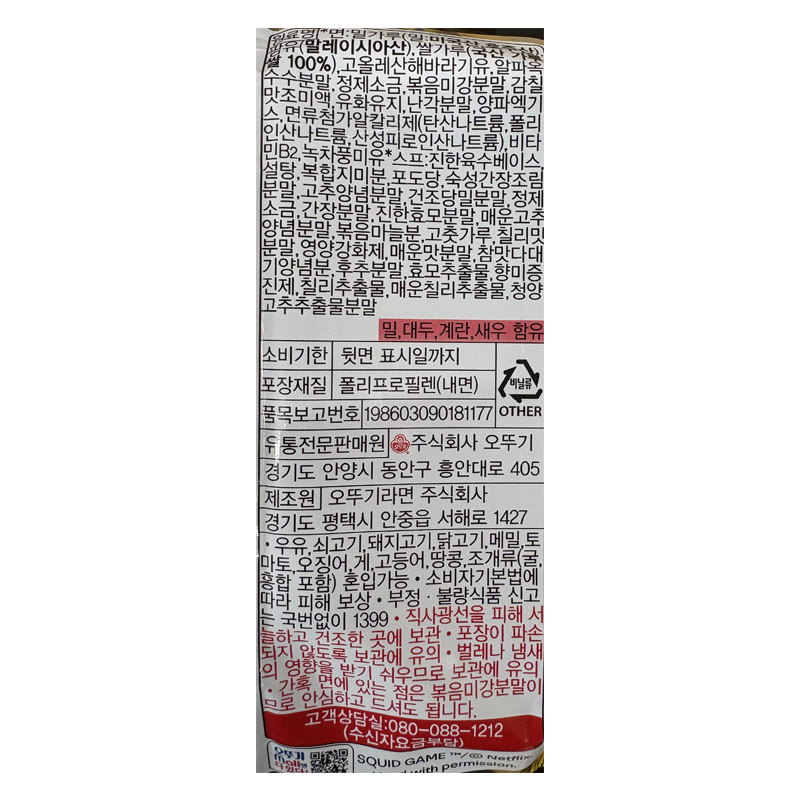 원료명*면:밀가루(밀:미국산,호주산)
팜유(말레이시아산),쌀가루(국산 가루
쌀 100%),고올레산해바라기유,알파옥
수수분말,정제소금,볶음미강분말,감칠
맛조미액,유화유지,난각분말,양파엑기
스,면류첨가알칼리제(탄산나트륨,폴리
인산나트륨,산성피로인산나트륨),비타
민B2,녹차풍미유*스프:진한육수베이스
설탕,복합지미분,포도당,숙성간장조림
분말,고추양념분말,건조당밀분말,정제
소금,간장분말,진한효모분말,매운고추
양념분말,볶음마늘분,고춧가루,칠리맛
분말,영양강화제,매운맛분말,참맛다대
기양념분,후추분말,효모추출물,향미증
진제,칠리추출물,매운칠리추출물,청양
고추추출물분말
밀,대두,계란,새우 함유
소비기한 뒷면 표시일까지
포장재질 폴리프로필렌(내면)
비닐류
OTHER
품목보고번호 198603090181177
유통전문판매원 오뚜기 주식회사 오뚜기
경기도 안양시 동안구 흥안대로 405
제조원 오뚜기라면 주식회사
경기도 평택시 안중읍 서해로 1427
•우유,쇠고기,돼지고기,닭고기,메밀,토
마토,오징어,게,고등어,땅콩,조개류(굴,
홍합 포함) 혼입가능 • 소비자기본법에
따라 피해 보상 • 부정 • 불량식품 신고
는 국번없이 1399 • 직사광선을 피해 서
늘하고 건조한 곳에 보관 • 포장이 파손
되지 않도록 보관에 유의 • 벌레나 냄새
의 영향을 받기 쉬우므로 보관에 유의
• 간혹 면에 있는 점은 볶음미강분말이
므로 안심하고 드셔도 됩니다.
고객상담실:080-088-1212
(수신자요금부담)
오뚜기
mall에
다 있다!
SQUID GAME ™/© Netflix.
with permission.